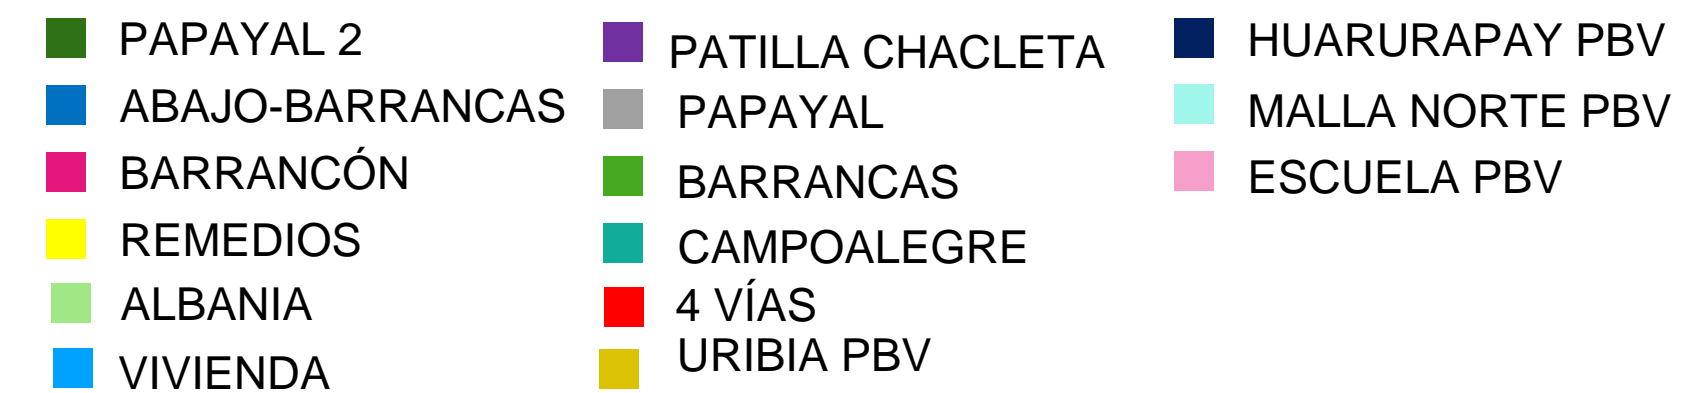 PAPAYAL 2
ABAJO-BARRANCAS
BARRANCÓN
REMEDIOS
ALBANIA
VIVIENDA
PATILLA CHACLETA
PAPAYAL
BARRANCAS
CAMPOALEGRE
4 VÍAS
URIBIA PBV
HUARURAPAY PBV
MALLA NORTE PBV
ESCUELA PBV